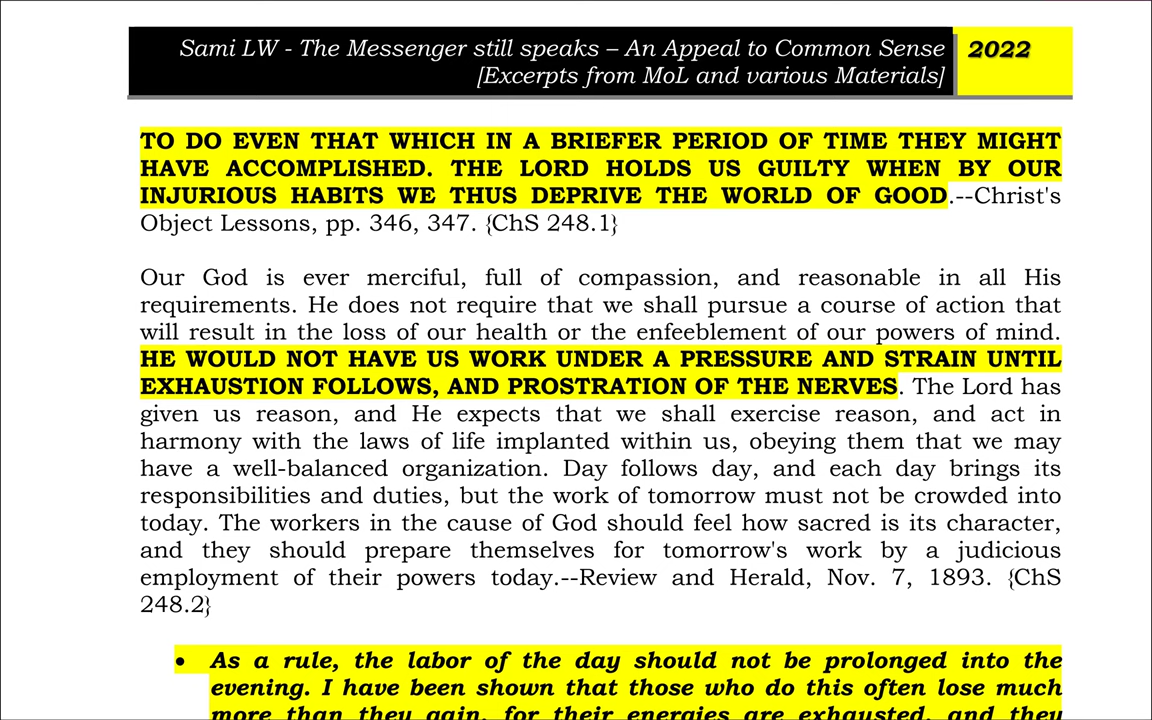 Sami LW - The Messenger still speaks – An Appeal to Common Sense
[Excerpts from MoL and various Materials]
2022
TO DO EVEN THAT WHICH IN A BRIEFER PERIOD OF TIME THEY MIGHT
HAVE ACCOMPLISHED. THE LORD HOLDS US GUILTY WHEN BY OUR
INJURIOUS HABITS WE THUS DEPRIVE THE WORLD OF GOOD.--Christ's
Object Lessons, pp. 346, 347. {ChS 248.1}
Our God is ever merciful, full of compassion, and reasonable in all His
requirements. He does not require that we shall pursue a course of action that
will result in the loss of our health or the enfeeblement of our powers of mind.
HE WOULD NOT HAVE US WORK UNDER A PRESSURE AND STRAIN UNTIL
EXHAUSTION FOLLOWS, AND PROSTRATION OF THE NERVES. The Lord has
given us reason, and He expects that we shall exercise reason, and act in
harmony with the laws of life implanted within us, obeying them that we may
have a well-balanced organization. Day follows day, and each day brings its
responsibilities and duties, but the work of tomorrow must not be crowded into
today. The workers in the cause of God should feel how sacred is its character,
and they should prepare themselves for tomorrow's work by a judicious
employment of their powers today.--Review and Herald, Nov. 7, 1893. {ChS
248.2}
• As a rule, the labor of the day should not be prolonged into the
evening. I have been shown that those who do this often lose much
more than they gain, for their energies are exhausted, and they